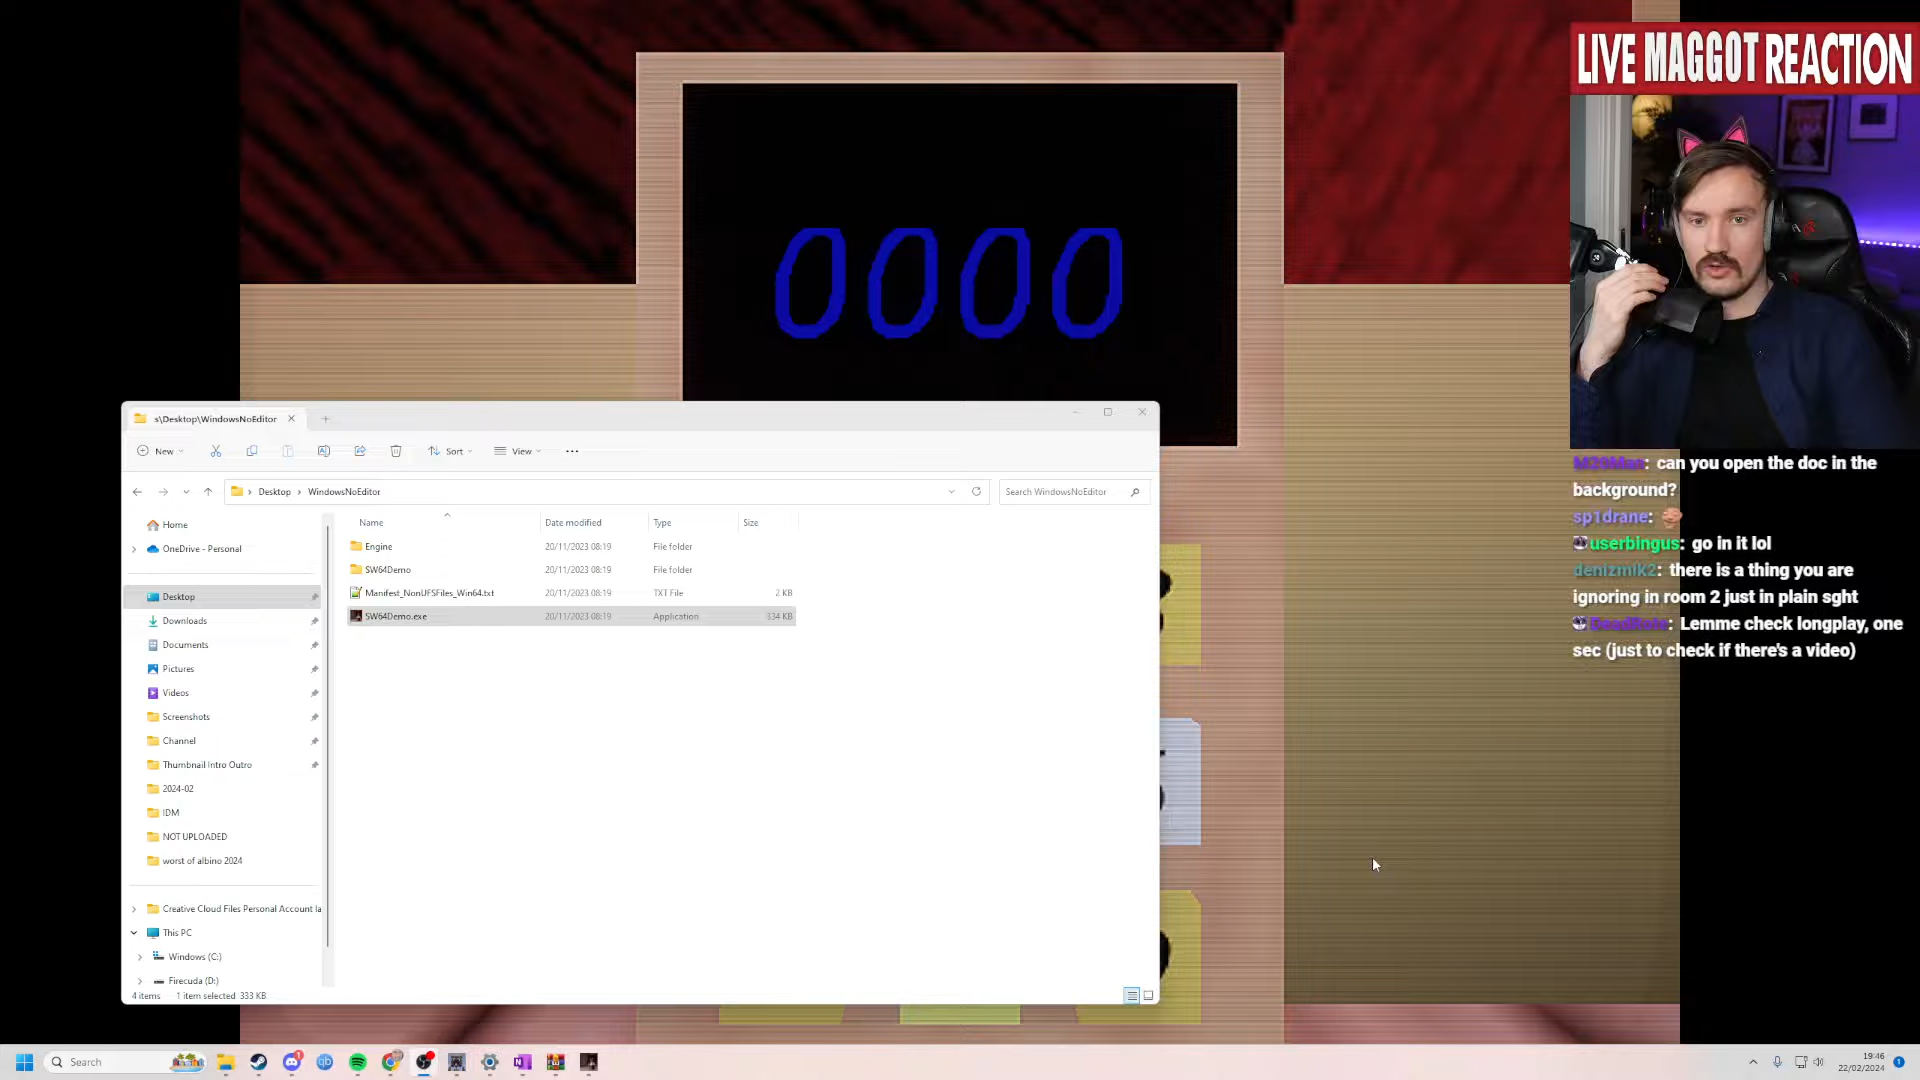 LIVE MAGGOT REACTION
0000
s\Desktop\WindowsNoEditor
New
Sort
View
Desktop > WindowsNoEditor
Search WindowsNoEditor
Name
Date modified
Type
Size
Engine 20/11/2023 08:19 File folder
SW64Demo 20/11/2023 08:19 File folder
Manifest_NonUFSFiles_Win64.txt 20/11/2023 08:19 TXT File 2 KB
SW64Demo.exe 20/11/2023 08:19 Application 334 KB
Home
OneDrive - Personal
Desktop
Downloads
Documents
Pictures
Videos
Screenshots
Channel
Thumbnail Intro Outro
2024-02
IDM
NOT UPLOADED
worst of albino 2024
Creative Cloud Files Personal Account la
This PC
Windows (C:)
Firecuda (D:)
4 items 1 item selected 333 KB
: can you open the doc in the
background?
sp1drane:
userbingus: go in it lol
denizmlk2: there is a thing you are
ignoring in room 2 just in plain sght
: Lemme check longplay, one
sec (just to check if there's a video)
Search
19:46
22/02/2024